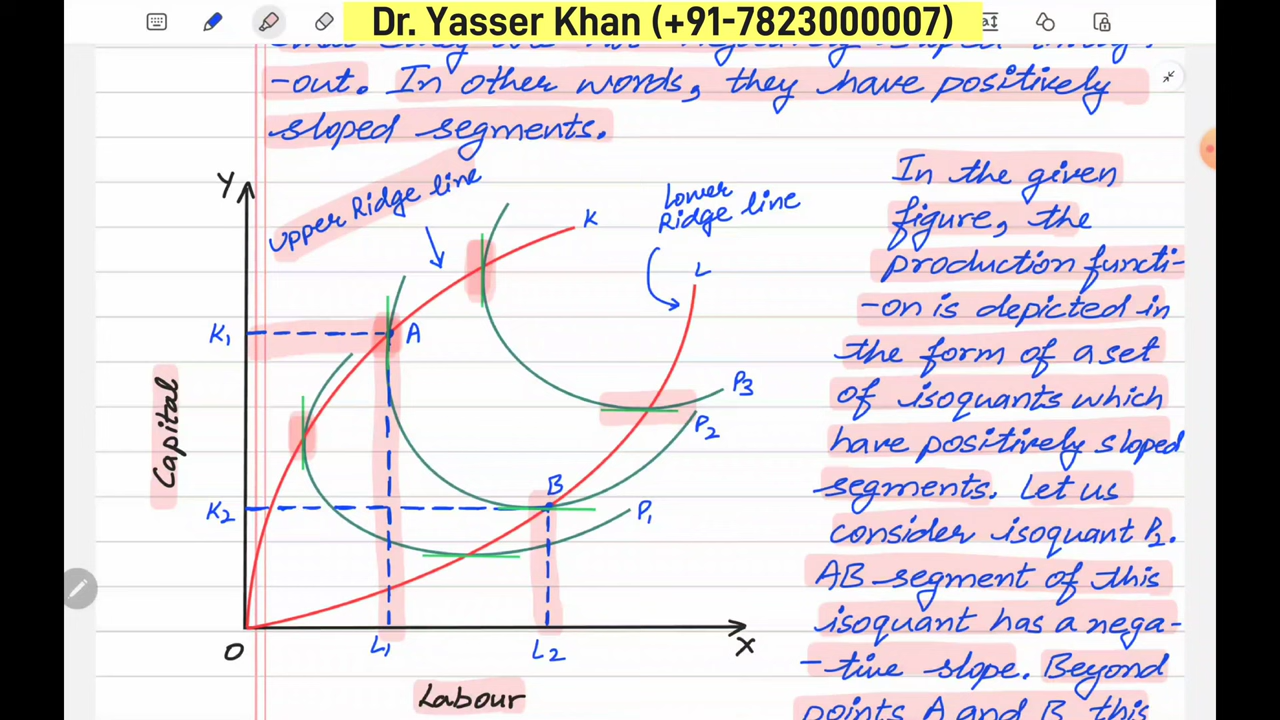 Dr. Yasser Khan (+91-7823000007)
-out. In other words, they have positively
sloped segments.
Y
Upper Ridge line
Lower
Ridge line
K
L
K1
A
P3
P2
Capital
K2
B
P1
O
L1
L2
X
Labour
In the given
figure, the
production functi-
-on is depicted in
the form of a set
of isoquants which
have positively sloped
segments. Let us
consider isoquant P2.
AB segment of this
isoquant has a nega-
-tive slope. Beyond
points A and B, this